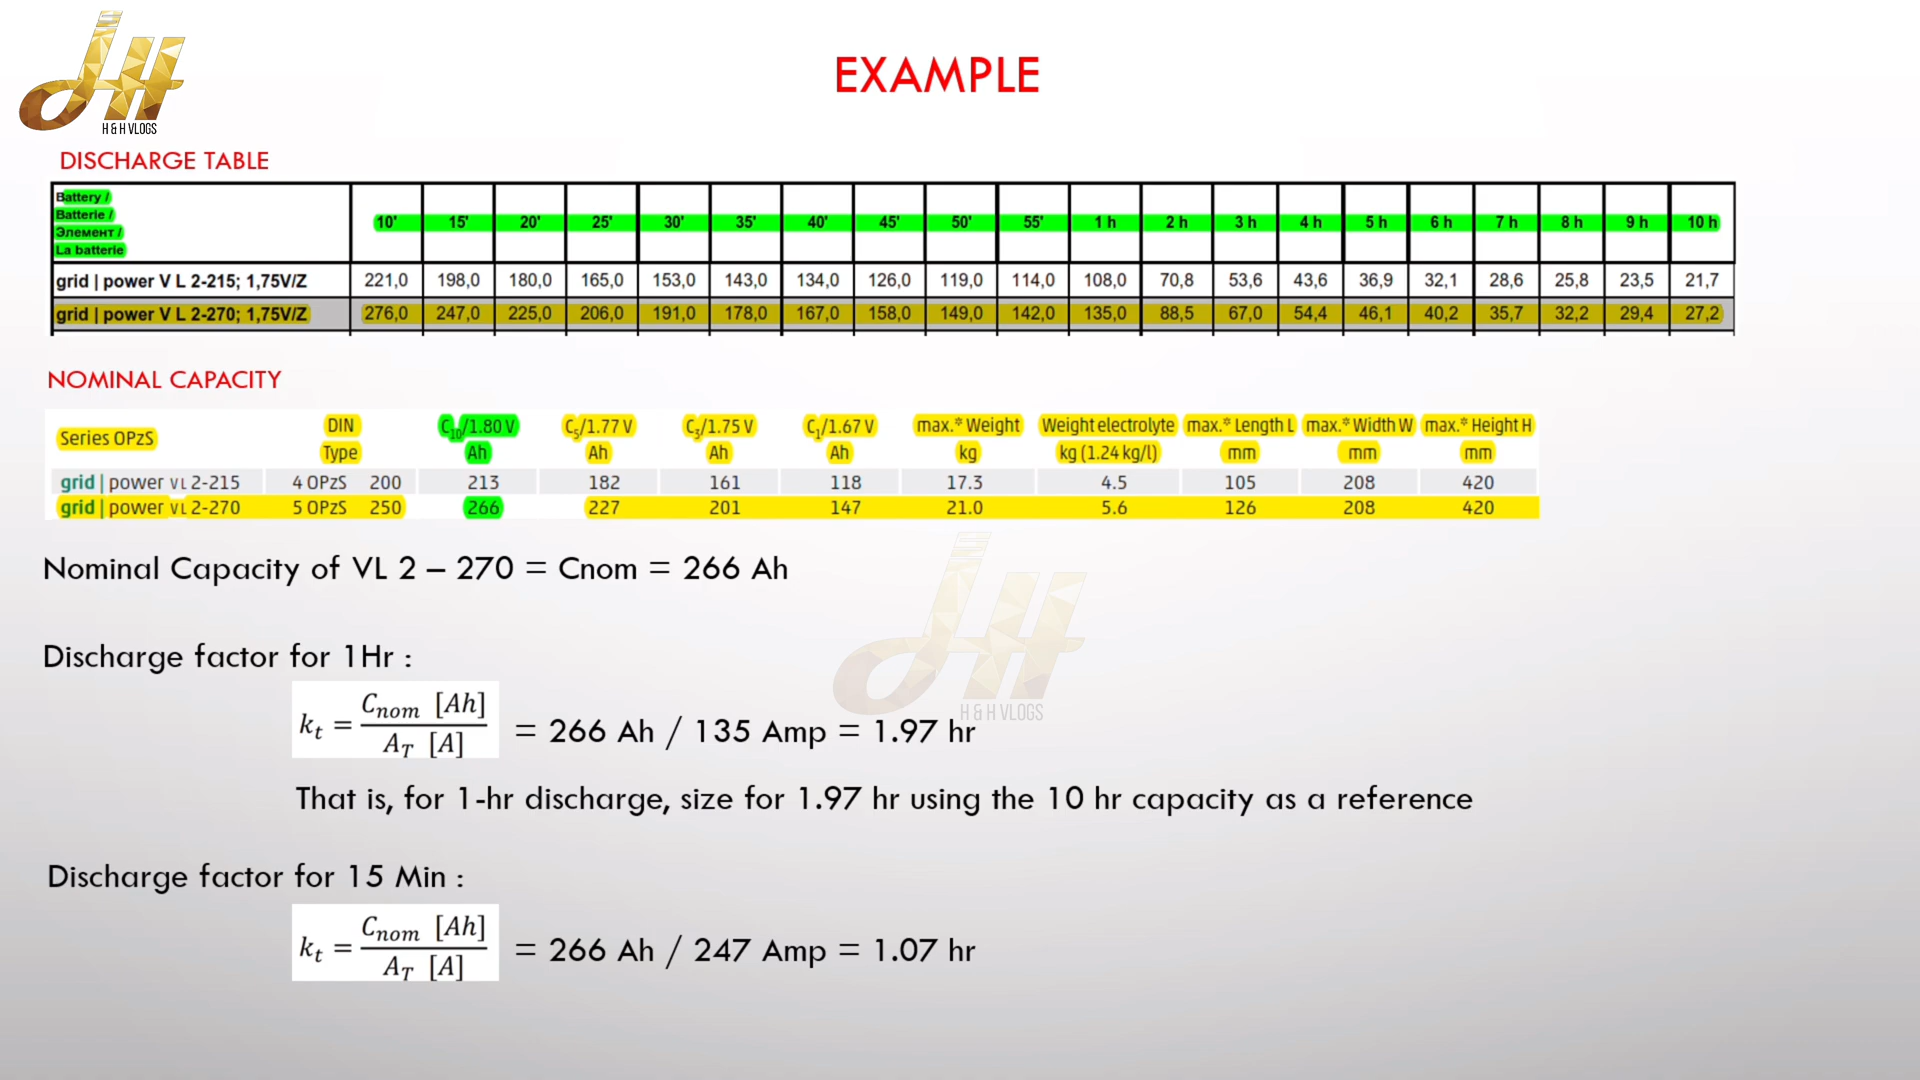 H & H VLOGS
EXAMPLE
DISCHARGE TABLE
Battery / Batterie / Элемент / La batterie 10' 15' 20' 25' 30' 35' 40' 45' 50' 55' 1 h 2 h 3 h 4 h 5 h 6 h 7 h 8 h 9 h 10 h
grid | power V L 2-215; 1,75V/Z 221,0 198,0 180,0 165,0 153,0 143,0 134,0 126,0 119,0 114,0 108,0 70,8 53,6 43,6 36,9 32,1 28,6 25,8 23,5 21,7
grid | power V L 2-270; 1,75V/Z 276,0 247,0 225,0 206,0 191,0 178,0 167,0 158,0 149,0 142,0 135,0 88,5 67,0 54,4 46,1 40,2 35,7 32,2 29,4 27,2
NOMINAL CAPACITY
Series OPzS DIN Type C10/1.80 V Ah C5/1.77 V Ah C3/1.75 V Ah C1/1.67 V Ah max.* Weight kg Weight electrolyte kg (1.24 kg/l) max.* Length L mm max.* Width W mm max.* Height H mm
grid | power VL 2-215 4 OPzS 200 213 182 161 118 17.3 4.5 105 208 420
grid | power VL 2-270 5 OPzS 250 266 227 201 147 21.0 5.6 126 208 420
Nominal Capacity of VL 2 – 270 = Cnom = 266 Ah
Discharge factor for 1Hr :
kt = Cnom [Ah] / AT [A] = 266 Ah / 135 Amp = 1.97 hr
H & H VLOGS
That is, for 1-hr discharge, size for 1.97 hr using the 10 hr capacity as a reference
Discharge factor for 15 Min :
kt = Cnom [Ah] / AT [A] = 266 Ah / 247 Amp = 1.07 hr